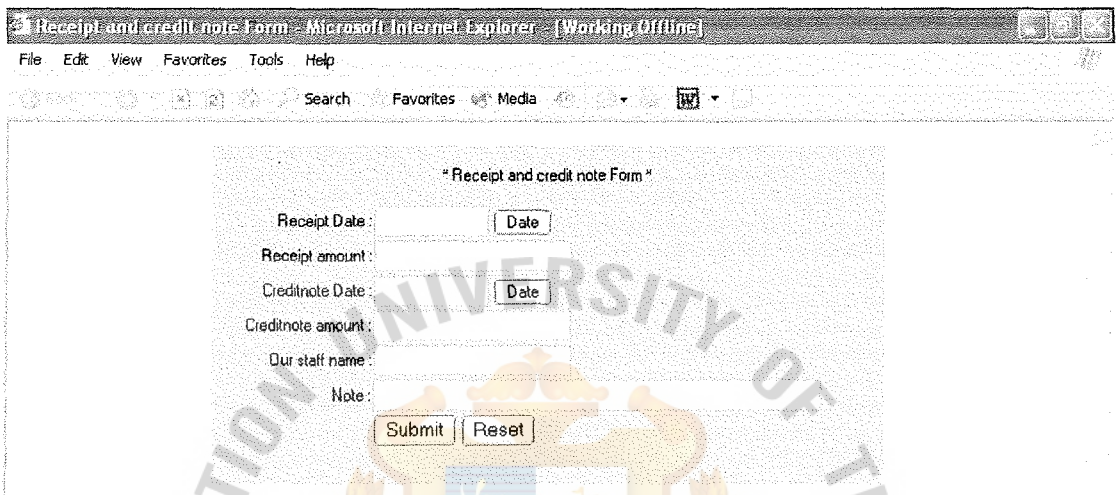 Receipt and credit note Form - Microsoft Internet Explorer - [Working Offline]
File Edit View Favorites Tools Help
Search Favorites Media
* Receipt and credit note Form *
Receipt Date : Date
Receipt amount :
Creditnote Date : Date
Creditnote amount :
Our staff name :
Note :
Submit Reset
UNIVERSITY OF